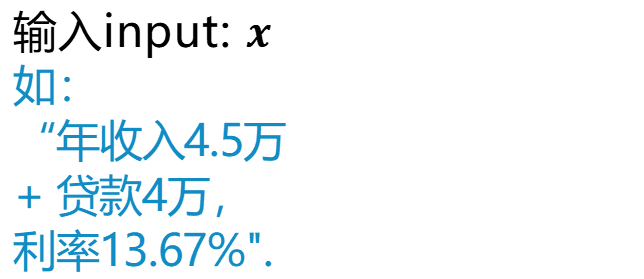 输入input: x
如：
“年收入4.5万
+ 贷款4万，
利率13.67%".